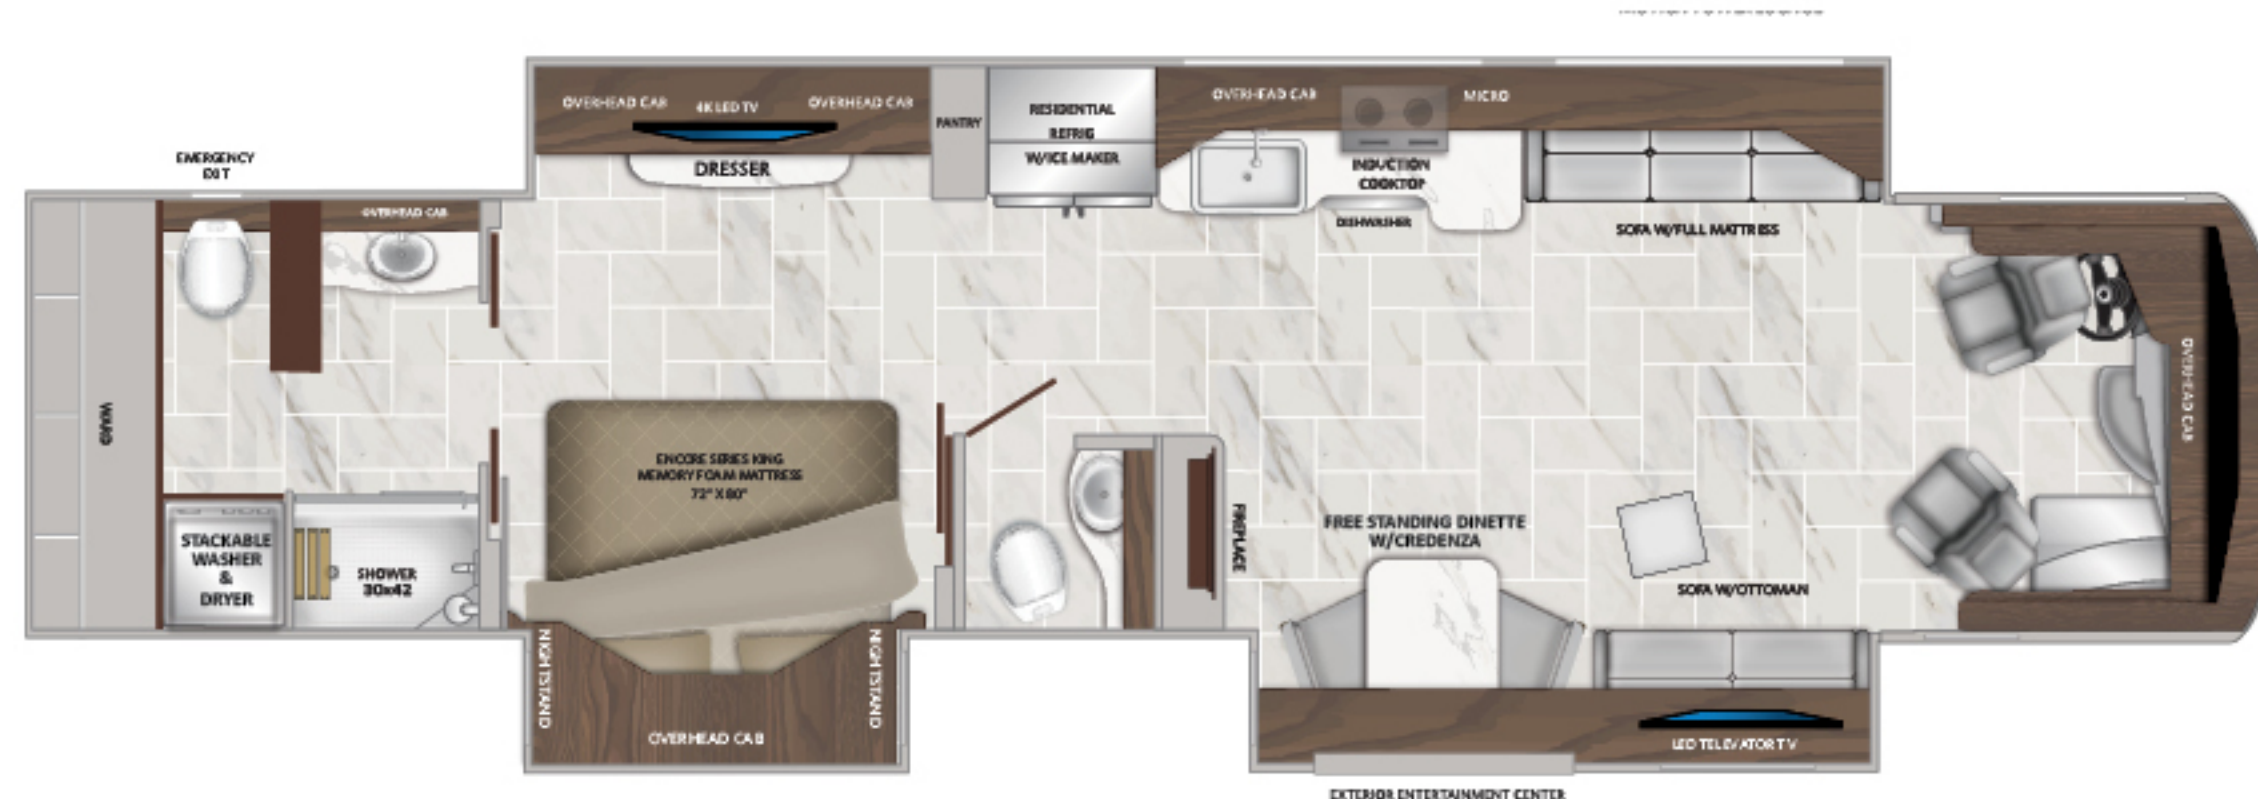 EMERGENCY
EXIT
OVERHEAD CAB
4K LED TV
OVERHEAD CAB
DRESSER
PANTRY
RESIDENTIAL
REFRIG
W/ICE MAKER
OVERHEAD CAB
MICRO
INDUCTION
COOKTOP
DISHWASHER
SOFA W/FULL MATTRESS
OVERHEAD CAB
WARD
OVERHEAD CAB
ENCORE SERIES KING
MEMORY FOAM MATTRESS
72" X 80"
STACKABLE
WASHER
&
DRYER
SHOWER
30x42
FIREPLACE
FREE STANDING DINETTE
W/CREDENZA
SOFA W/OTTOMAN
NIGHTSTAND
NIGHTSTAND
OVERHEAD CAB
LED TELEVATOR TV
EXTERIOR ENTERTAINMENT CENTER